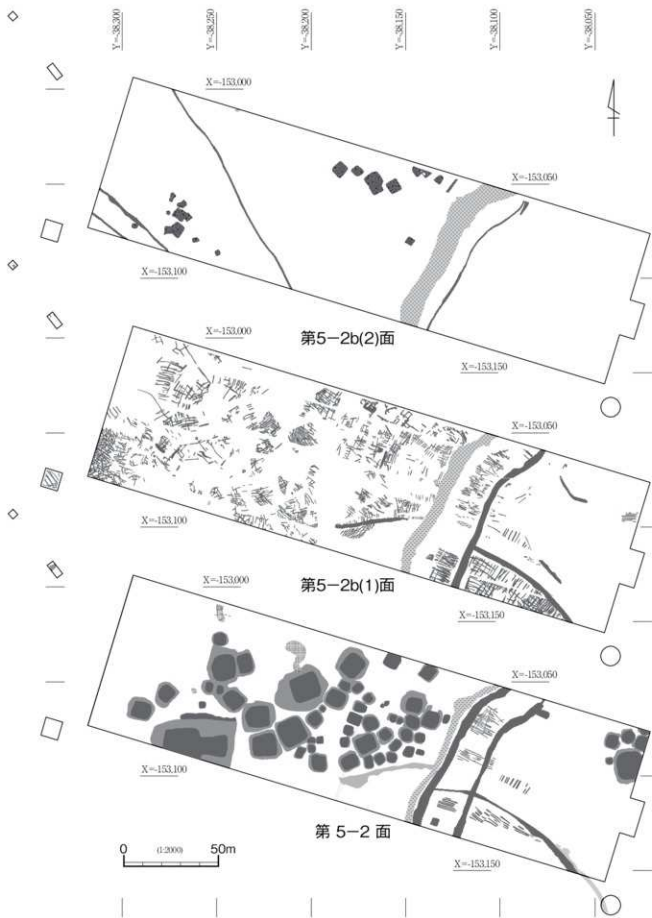 Y=-38,300
Y=-38,250
Y=-38,200
Y=-38,150
Y=-38,100
Y=-38,050
X=-153,000
X=-153,050
X=-153,100
第5−2b(2)面
X=-153,150
X=-153,000
X=-153,050
X=-153,100
第5−2b(1)面
X=-153,150
X=-153,000
X=-153,050
X=-153,100
第 5−2 面
X=-153,150
0 (1:2000) 50m